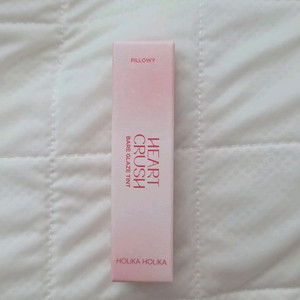 PILLOWY
HEART
CRUSH
BARE GLAZE TINT
HOLIKA HOLIKA